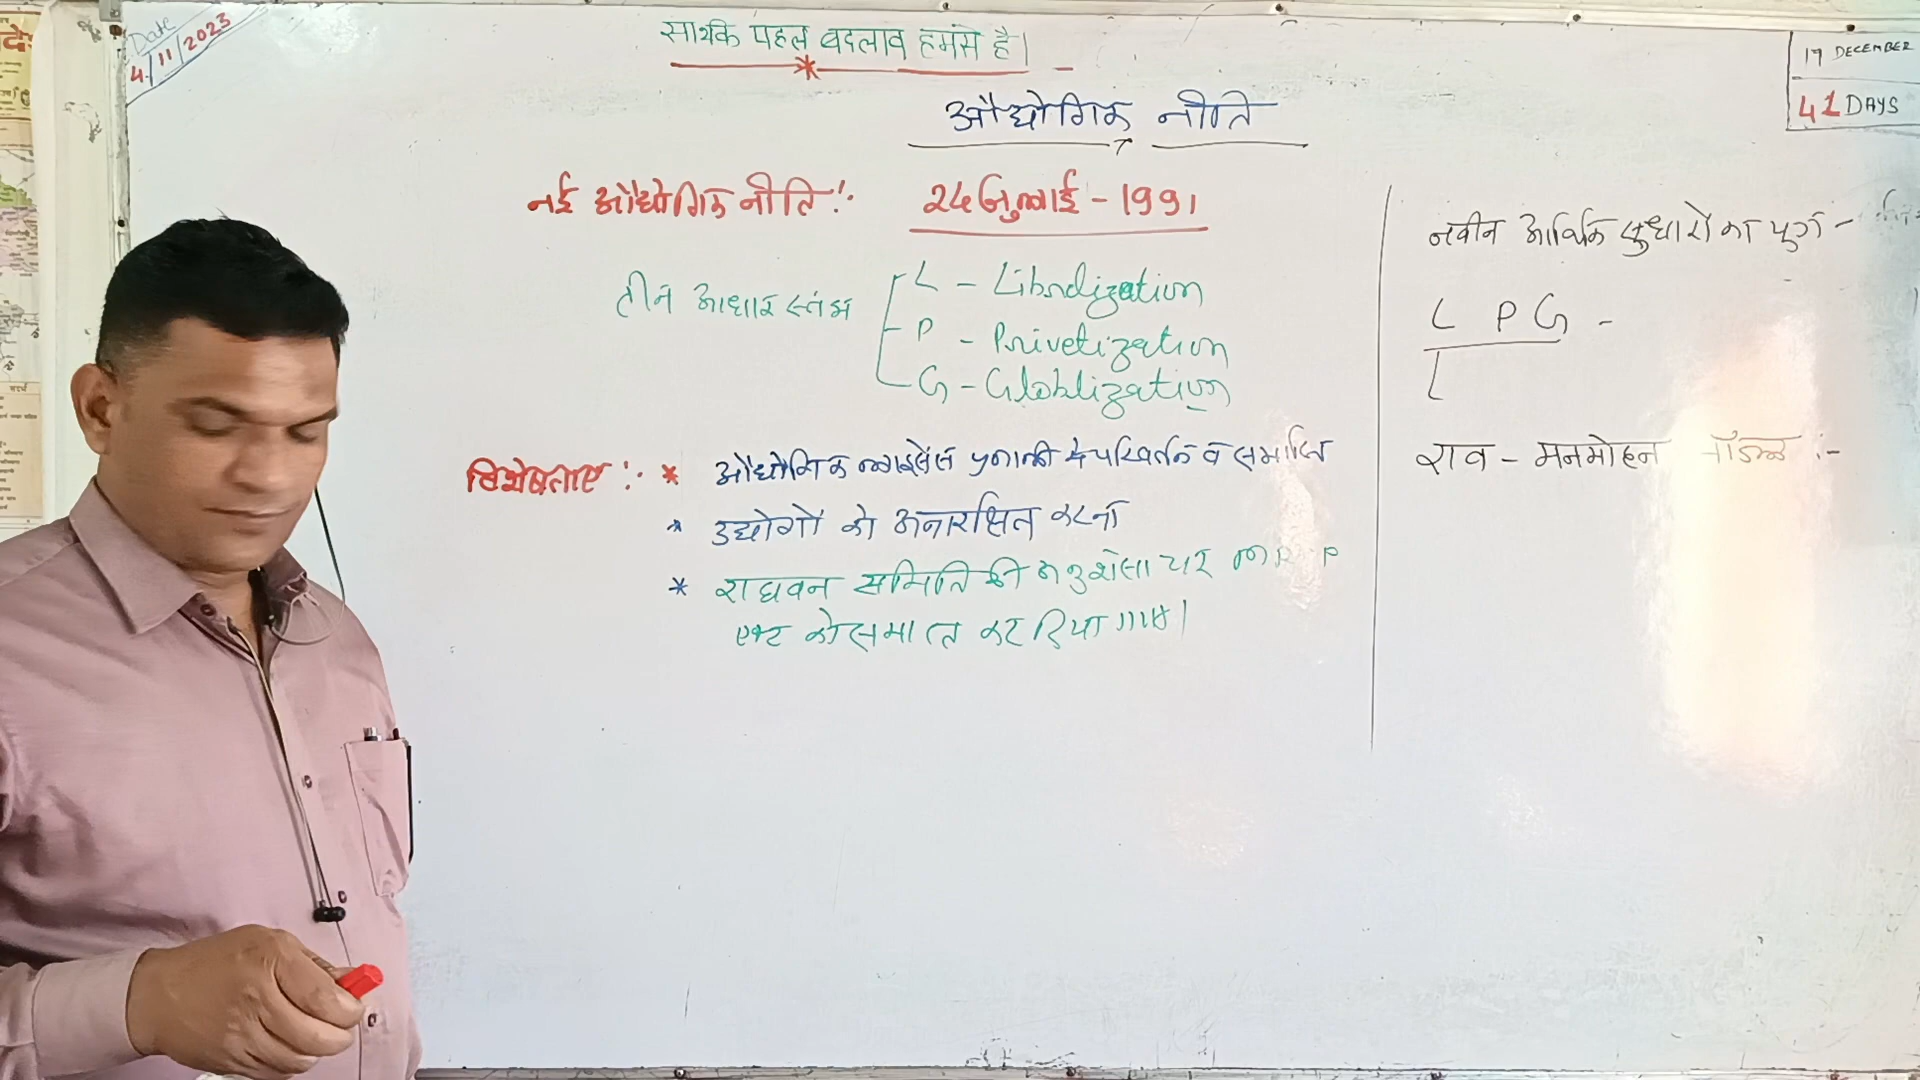 Date
4/11/2023
सार्थक पहल बदलाव हमसे है।
17 DECEMBER
41 DAYS
औद्योगिक नीति
नई औद्योगिक नीति :- 24 जुलाई - 1991
तीन आधार स्तंभ
L - Liberalization
P - Privetization
G - Globlization
विशेषताएं :- * औद्योगिक लाइसेंस प्रणाली में परिवर्तन व समाप्ति
* उद्योगों को अनारक्षित करना
* राघवन समिति की अनुशंसा पर M R P
एक्ट को समाप्त कर दिया गया।
नवीन आर्थिक सुधारों का युग -
L P G -
राव - मनमोहन मॉडल :-